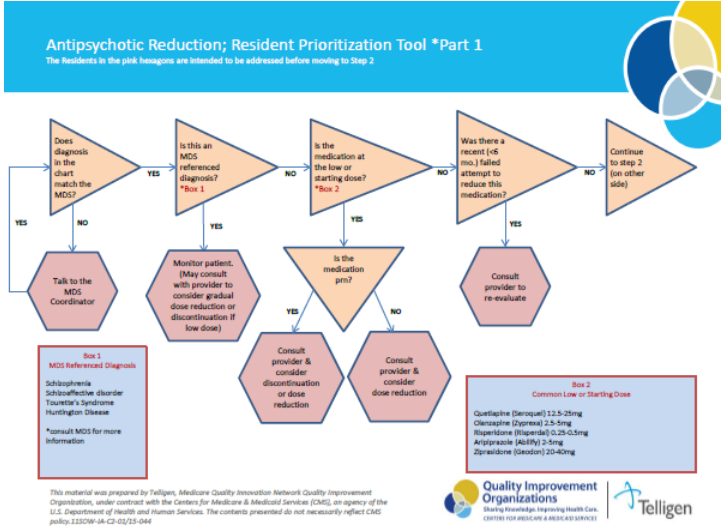 Antipsychotic Reduction; Resident Prioritization Tool *Part 1
The Residents in the pink hexagons are intended to be addressed before moving to Step 2
Does
diagnosis
in the
chart
match the
MDS?
YES
NO
YES
Talk to the
MDS
Coordinator
Is this an
MDS
referenced
diagnosis?
*Box 1
NO
YES
Monitor patient.
(May consult
with provider to
consider gradual
dose reduction or
discontinuation if
low dose)
Is the
medication at
the low or
starting dose?
*Box 2
NO
YES
Is the
medication
prn?
YES
NO
Consult
provider &
consider
discontinuation
or dose
reduction
Consult
provider &
consider
dose reduction
Was there a
recent (<6
mo.) failed
attempt to
reduce this
medication?
NO
YES
Consult
provider to
re-evaluate
Continue
to step 2
(on other
side)
Box 1
MDS Referenced Diagnosis
Schizophrenia
Schizoaffective disorder
Tourette's Syndrome
Huntington Disease
*consult MDS for more
information
Box 2
Common Low or Starting Dose
Quetiapine (Seroquel) 12.5-25mg
Olanzapine (Zyprexa) 2.5-5mg
Risperidone (Risperdal) 0.25-0.5mg
Aripiprazole (Abilify) 2-5mg
Ziprasidone (Geodon) 20-40mg
This material was prepared by Telligen, Medicare Quality Innovation Network Quality Improvement
Organization, under contract with the Centers for Medicare & Medicaid Services (CMS), an agency of the
U.S. Department of Health and Human Services. The contents presented do not necessarily reflect CMS
policy.11SOW-IA-C2-01/15-044
Quality Improvement
Organizations
Sharing Knowledge. Improving Health Care.
CENTERS FOR MEDICARE & MEDICAID SERVICES
Telligen